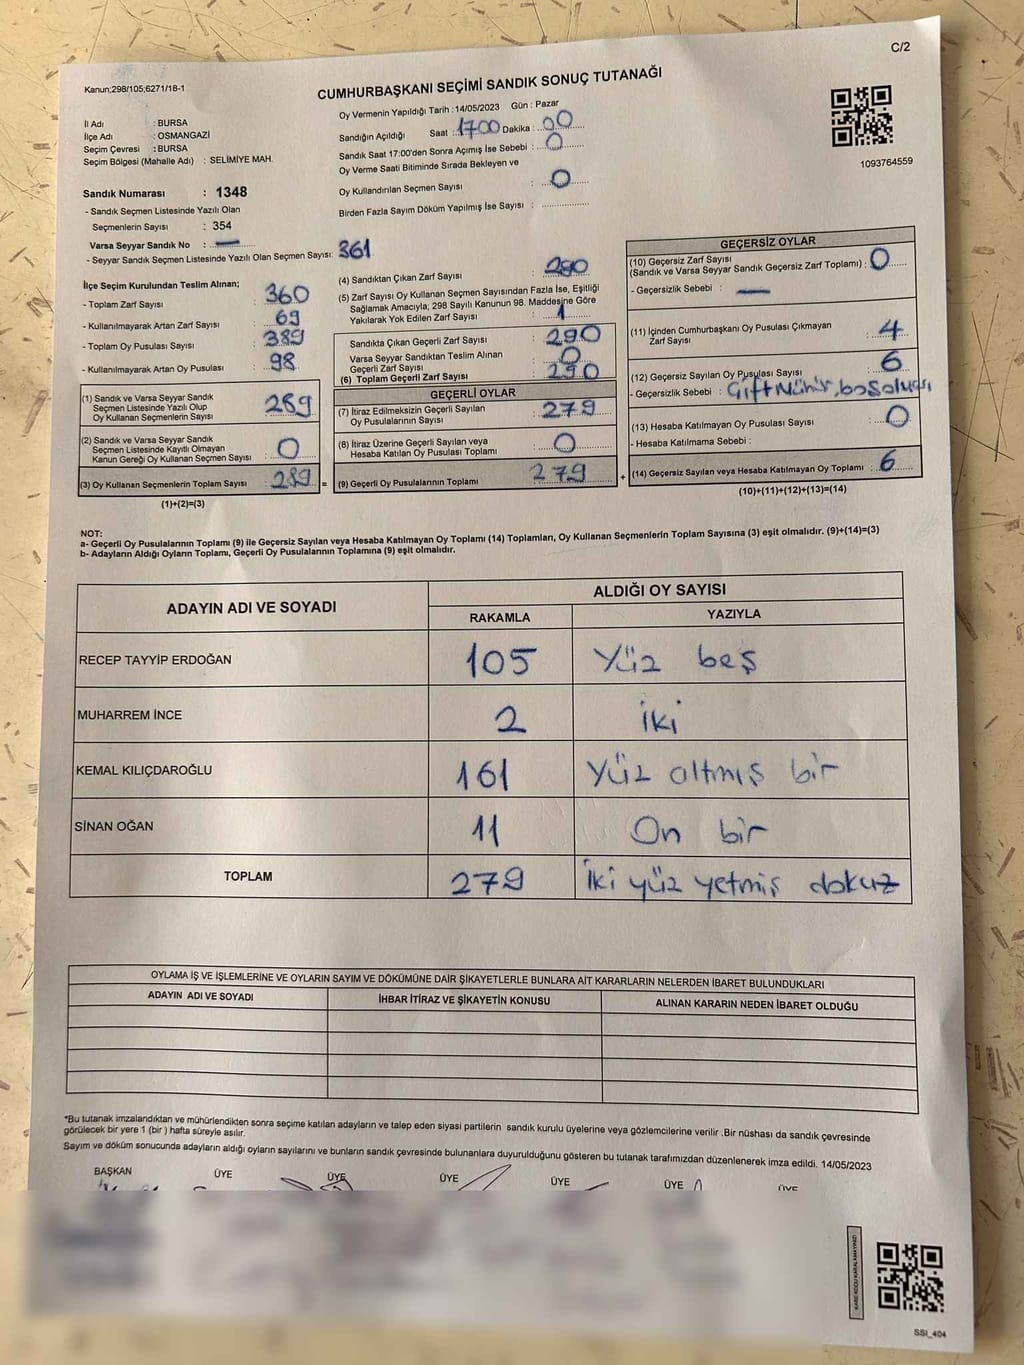 C/2
Kanun;298/105;6271/18-1
CUMHURBAŞKANI SEÇİMİ SANDIK SONUÇ TUTANAĞI
İl Adı : BURSA
İlçe Adı : OSMANGAZİ
Seçim Çevresi : BURSA
Seçim Bölgesi (Mahalle Adı) : SELİMİYE MAH.
Oy Vermenin Yapıldığı Tarih : 14/05/2023 Gün : Pazar
Sandığın Açıldığı Saat : 1700 Dakika : 00
Sandık Saat 17:00'den Sonra Açımış İse Sebebi : 0
Oy Verme Saati Bitiminde Sırada Bekleyen ve
Oy Kullandırılan Seçmen Sayısı : 0
Birden Fazla Sayım Döküm Yapılmış İse Sayısı :
1093764559
Sandık Numarası : 1348
- Sandık Seçmen Listesinde Yazılı Olan
Seçmenlerin Sayısı : 354
Varsa Seyyar Sandık No : —
- Seyyar Sandık Seçmen Listesinde Yazılı Olan Seçmen Sayısı: 361
İlçe Seçim Kurulundan Teslim Alınan;
- Toplam Zarf Sayısı : 360
- Kullanılmayarak Artan Zarf Sayısı : 69
- Toplam Oy Pusulası Sayısı : 389
- Kullanılmayarak Artan Oy Pusulası : 98
(1) Sandık ve Varsa Seyyar Sandık
Seçmen Listesinde Yazılı Olup
Oy Kullanan Seçmenlerin Sayısı : 289
(2) Sandık ve Varsa Seyyar Sandık
Seçmen Listesinde Kayıtlı Olmayan
Kanun Gereği Oy Kullanan Seçmen Sayısı : 0
(3) Oy Kullanan Seçmenlerin Toplam Sayısı : 289 =
(1)+(2)=(3)
(4) Sandıktan Çıkan Zarf Sayısı : 290
(5) Zarf Sayısı Oy Kullanan Seçmen Sayısından Fazla İse, Eşitliği
Sağlamak Amacıyla; 298 Sayılı Kanunun 98. Maddesine Göre
Yakılarak Yok Edilen Zarf Sayısı : 1
Sandıkta Çıkan Geçerli Zarf Sayısı : 290
Varsa Seyyar Sandıktan Teslim Alınan
Geçerli Zarf Sayısı : 0
(6) Toplam Geçerli Zarf Sayısı : 290
GEÇERLİ OYLAR
(7) İtiraz Edilmeksizin Geçerli Sayılan
Oy Pusulalarının Sayısı : 279
(8) İtiraz Üzerine Geçerli Sayılan veya
Hesaba Katılan Oy Pusulası Toplamı : 0
(9) Geçerli Oy Pusulalarının Toplamı : 279 +
GEÇERSİZ OYLAR
(10) Geçersiz Zarf Sayısı
(Sandık ve Varsa Seyyar Sandık Geçersiz Zarf Toplamı) : 0
- Geçersizlik Sebebi : —
(11) İçinden Cumhurbaşkanı Oy Pusulası Çıkmayan
Zarf Sayısı : 4
(12) Geçersiz Sayılan Oy Pusulası Sayısı : 6
- Geçersizlik Sebebi : Çift Mühür,
(13) Hesaba Katılmayan Oy Pusulası Sayısı : 0
- Hesaba Katılmama Sebebi :
(14) Geçersiz Sayılan veya Hesaba Katılmayan Oy Toplamı : 6
(10)+(11)+(12)+(13)=(14)
NOT:
a- Geçerli Oy Pusulalarının Toplamı (9) ile Geçersiz Sayılan veya Hesaba Katılmayan Oy Toplamı (14) Toplamları, Oy Kullanan Seçmenlerin Toplam Sayısına (3) eşit olmalıdır. (9)+(14)=(3)
b- Adayların Aldığı Oyların Toplamı, Geçerli Oy Pusulalarının Toplamına (9) eşit olmalıdır.
ADAYIN ADI VE SOYADI ALDIĞI OY SAYISI
RAKAMLA YAZIYLA
RECEP TAYYİP ERDOĞAN 105 Yüz beş
MUHARREM İNCE 2 iki
KEMAL KILIÇDAROĞLU 161 Yüz altmış bir
SİNAN OĞAN 11 On bir
TOPLAM 279 İki yüz yetmiş dokuz
OYLAMA İŞ VE İŞLEMLERİNE VE OYLARIN SAYIM VE DÖKÜMÜNE DAİR ŞİKAYETLERLE BUNLARA AİT KARARLARIN NELERDEN İBARET BULUNDUKLARI
ADAYIN ADI VE SOYADI İHBAR İTİRAZ VE ŞİKAYETİN KONUSU ALINAN KARARIN NEDEN İBARET OLDUĞU
*Bu tutanak imzalandıktan ve mühürlendikten sonra seçime katılan adayların ve talep eden siyasi partilerin sandık kurulu üyelerine veya gözlemcilerine verilir .Bir nüshası da sandık çevresinde
görülecek bir yere 1 (bir ) hafta süreyle asılır.
Sayım ve döküm sonucunda adayların aldığı oyların sayılarını ve bunların sandık çevresinde bulunanlara duyurulduğunu gösteren bu tutanak tarafımızdan düzenlenerek imza edildi. 14/05/2023
BAŞKAN ÜYE ÜYE ÜYE ÜYE ÜYE ÜYE
KARE KODU KARALAMAYINIZ!
SSI_404